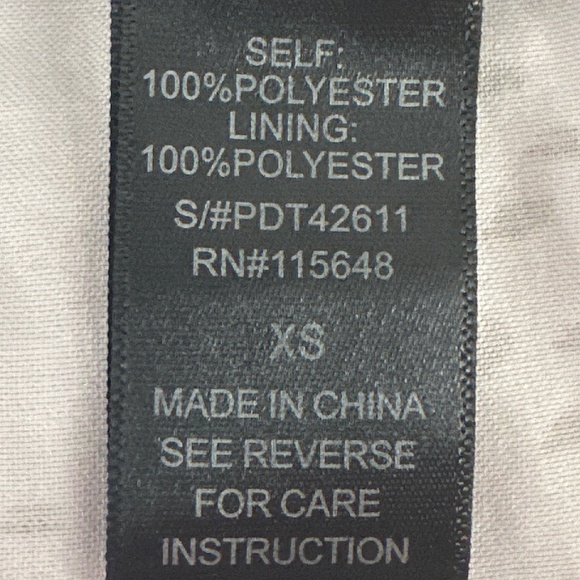 SELF:
100%POLYESTER
LINING:
100%POLYESTER
S/#PDT42611
RN#115648
XS
MADE IN CHINA
SEE REVERSE
FOR CARE
INSTRUCTION